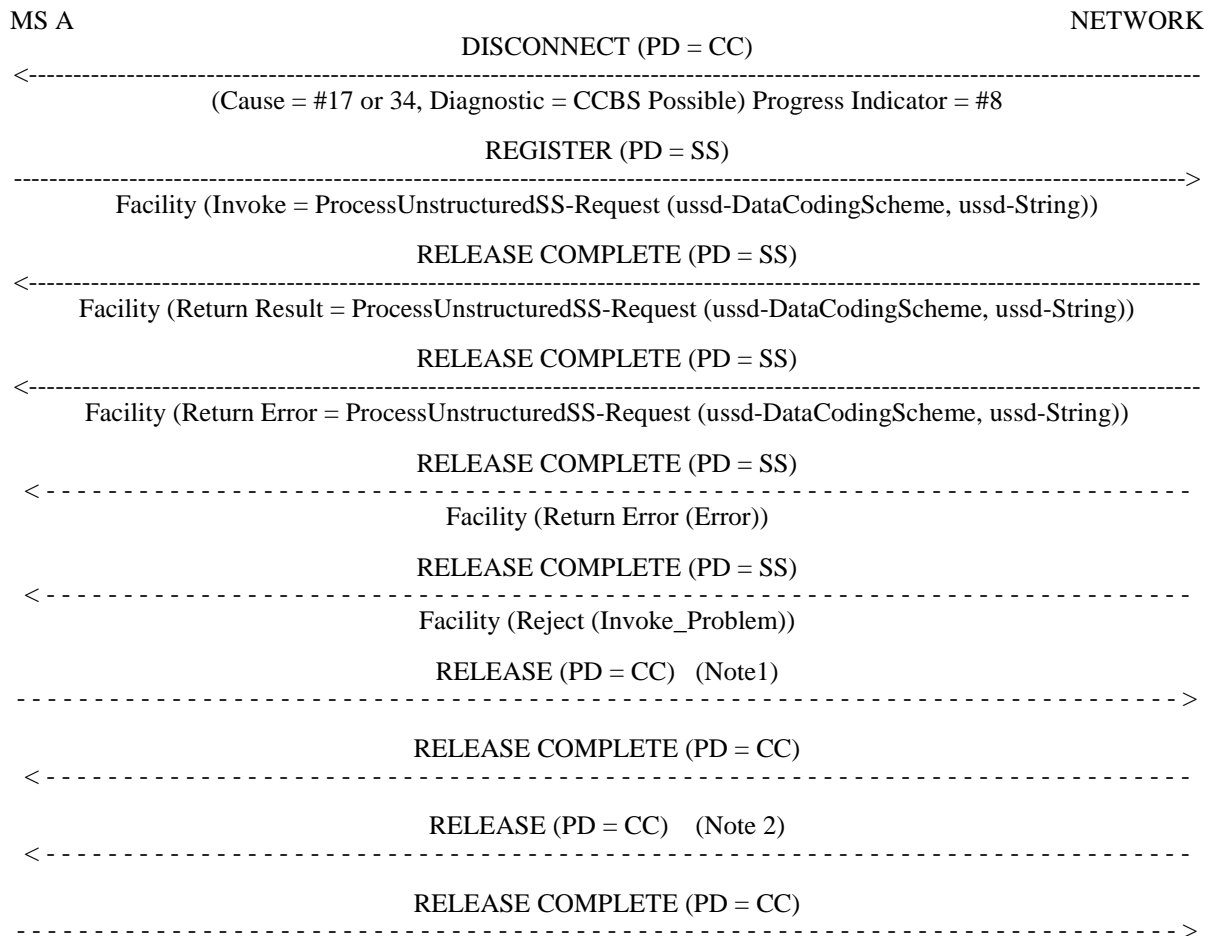 MS A NETWORK
DISCONNECT (PD = CC)
(Cause = #17 or 34, Diagnostic = CCBS Possible) Progress Indicator = #8
REGISTER (PD = SS)
Facility (Invoke = ProcessUnstructuredSS-Request (ussd-DataCodingScheme, ussd-String))
RELEASE COMPLETE (PD = SS)
Facility (Return Result = ProcessUnstructuredSS-Request (ussd-DataCodingScheme, ussd-String))
RELEASE COMPLETE (PD = SS)
Facility (Return Error = ProcessUnstructuredSS-Request (ussd-DataCodingScheme, ussd-String))
RELEASE COMPLETE (PD = SS)
Facility (Return Error (Error))
RELEASE COMPLETE (PD = SS)
Facility (Reject (Invoke_Problem))
RELEASE (PD = CC) (Note1)
RELEASE COMPLETE (PD = CC)
RELEASE (PD = CC) (Note 2)
RELEASE COMPLETE (PD = CC)